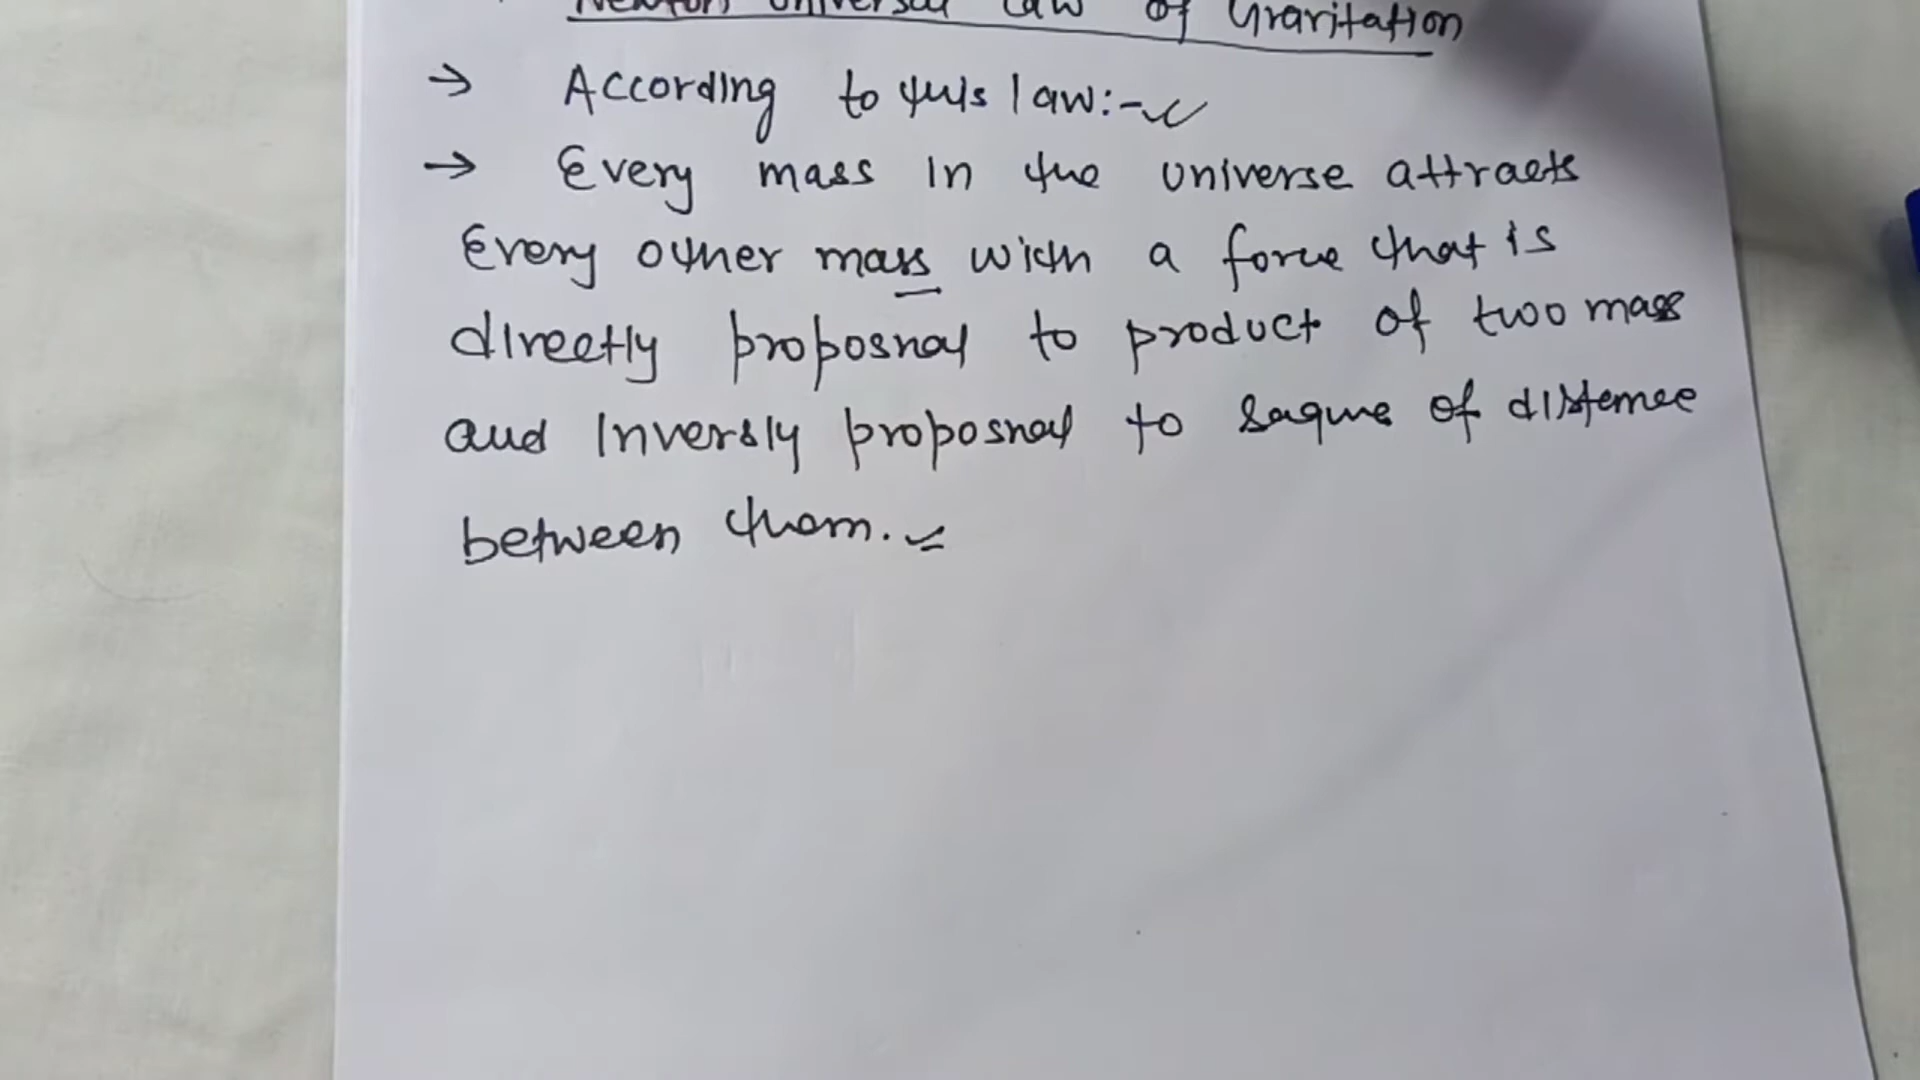 Newton Universal Law of Gravitation
→ According to this law:-
→ Every mass in the universe attracts
Every other mass with a force that is
directly proposnal to product of two mass
and Inversly proposnal to saqure of distence
between them.